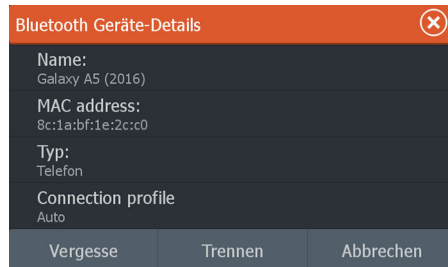 Bluetooth Geräte-Details
Name:
Galaxy A5 (2016)
MAC address:
8c:1a:bf:1e:2c:c0
Typ:
Telefon
Connection profile
Auto
Vergesse Trennen Abbrechen